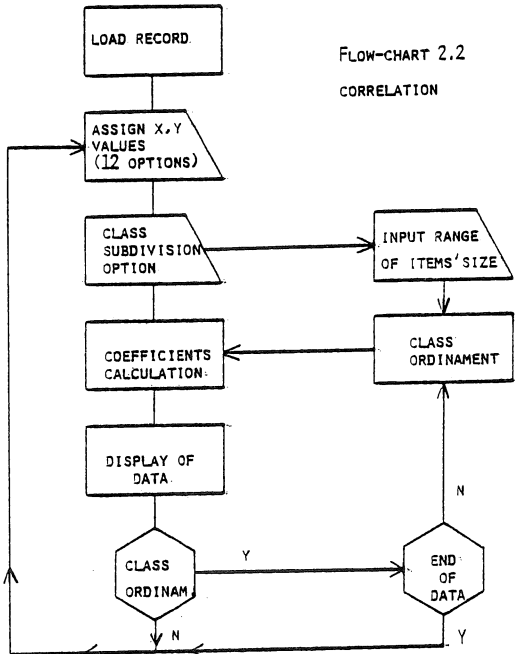 LOAD RECORD
FLOW-CHART 2.2
CORRELATION
ASSIGN X,Y
VALUES
(12 OPTIONS)
CLASS
SUBDIVISION
OPTION
INPUT RANGE
OF ITEMS'SIZE
COEFFICIENTS
CALCULATION
CLASS
ORDINAMENT
DISPLAY OF
DATA
N
CLASS
ORDINAM.
Y
END
OF
DATA
N
Y